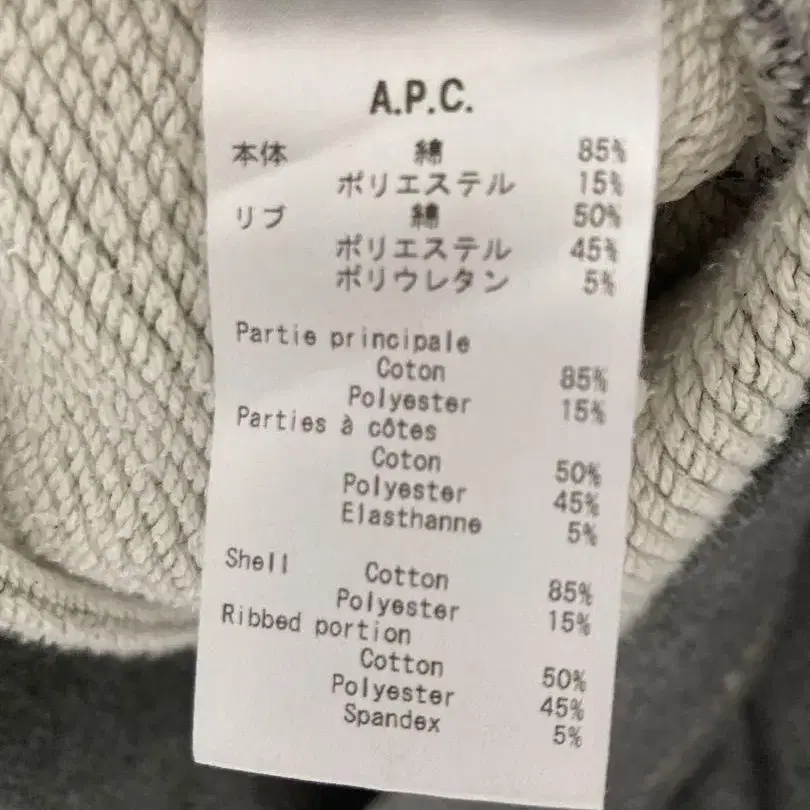 A.P.C.
本体 綿 85%
ポリエステル 15%
リブ 綿 50%
ポリエステル 45%
ポリウレタン 5%
Partie principale
Coton 85%
Polyester 15%
Parties à côtes
Coton 50%
Polyester 45%
Elasthanne 5%
Shell Cotton 85%
Polyester 15%
Ribbed portion
Cotton 50%
Polyester 45%
Spandex 5%